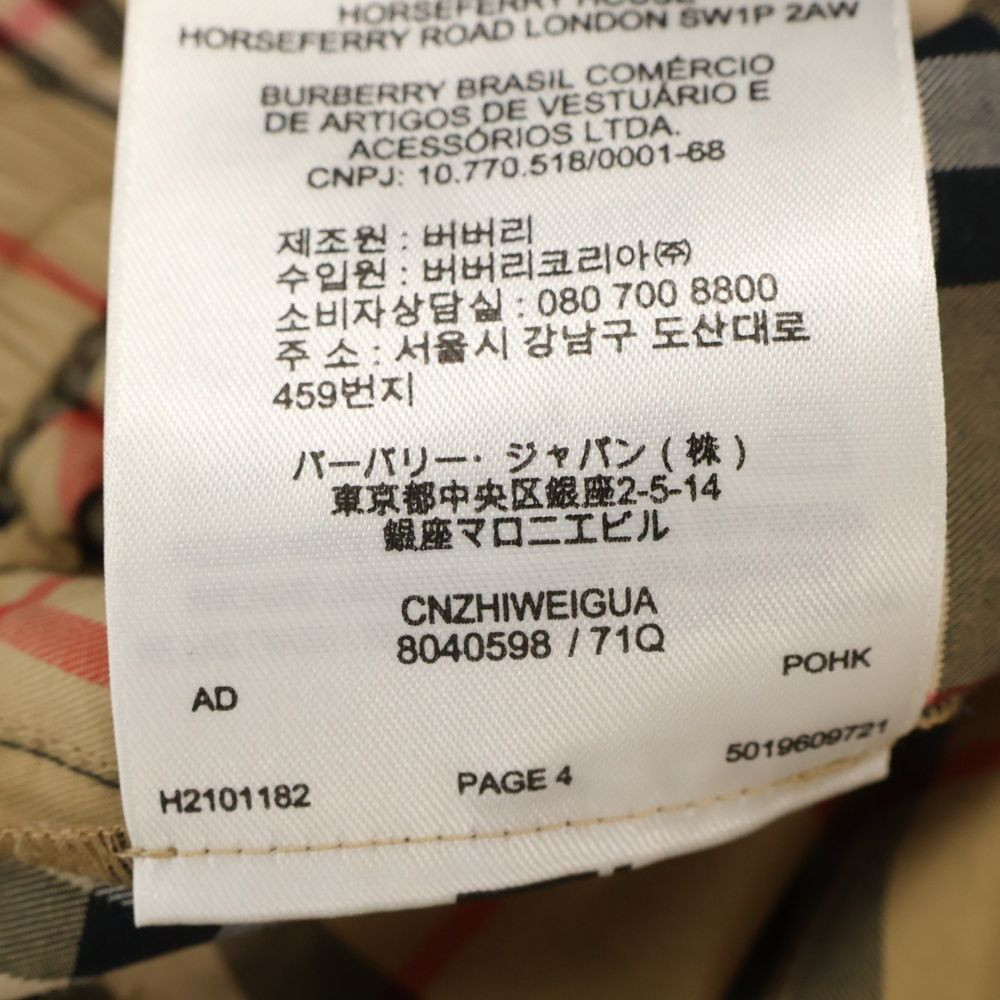 HORSEFERRY HOUSE
HORSEFERRY ROAD LONDON SW1P 2AW
BURBERRY BRASIL COMÉRCIO
DE ARTIGOS DE VESTUÁRIO E
ACESSÓRIOS LTDA.
CNPJ: 10.770.518/0001-68
제조원 : 버버리
수입원 : 버버리코리아㈜
소비자상담실 : 080 700 8800
주 소 : 서울시 강남구 도산대로
459번지
バーバリー・ジャパン ( 株 )
東京都中央区銀座2-5-14
銀座マロニエビル
CNZHIWEIGUA
8040598 / 71Q
AD
POHK
H2101182
PAGE 4
5019609721